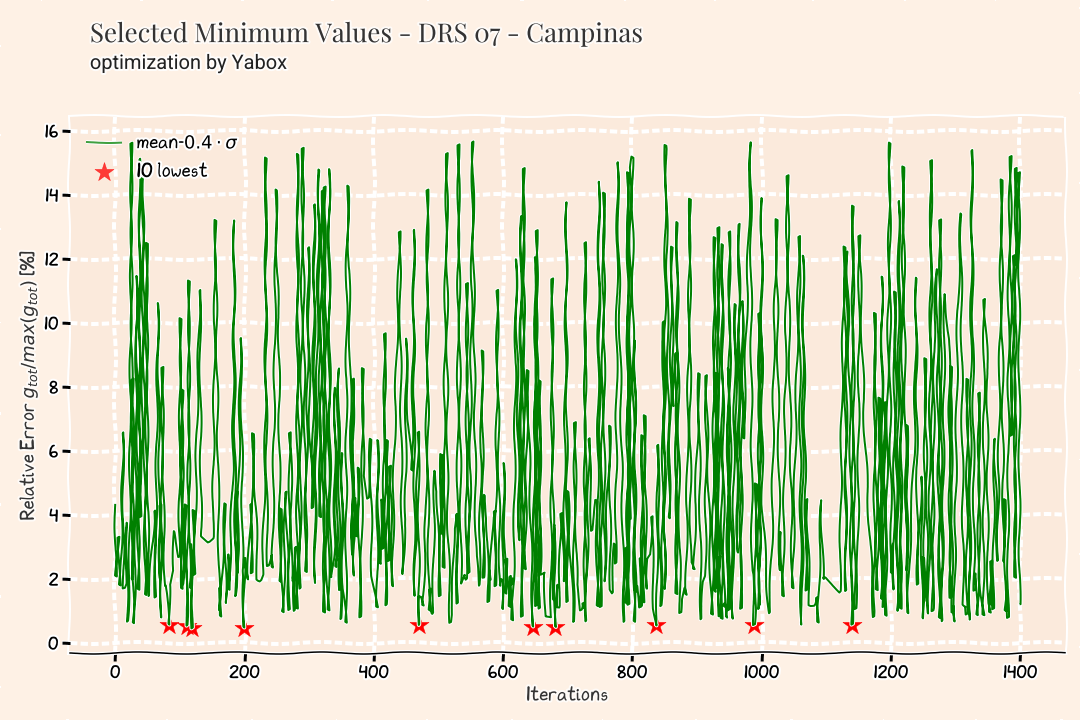 Selected Minimum Values - DRS 07 - Campinas
optimization by Yabox
mean-0.4 · σ
10 lowest
Relative Error g_tot/max(g_tot) [%]
16
14
12
10
8
6
4
2
0
0 200 400 600 800 1000 1200 1400
Iterations